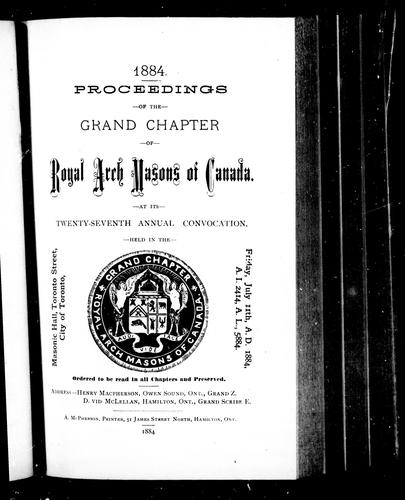 1884.
PROCEEDINGS
—OF THE—
GRAND CHAPTER
—OF—
Royal Arch Masons of Canada.
—AT ITS—
TWENTY-SEVENTH ANNUAL CONVOCATION,
—HELD IN THE—
Masonic Hall, Toronto Street,
City of Toronto,
GRAND CHAPTER
ROYAL ARCH MASONS OF CANADA
Friday, July 11th, A.D. 1884,
A. I. 2414, A. L., 5884.
Ordered to be read in all Chapters and Preserved.
ADDRESS—HENRY MACPHERSON, OWEN SOUND, ONT., GRAND Z.
D. VID MCLELLAN, HAMILTON, ONT., GRAND SCRIBE E.
A. MCPHERSON, PRINTER, 51 JAMES STREET NORTH, HAMILTON, ONT.
1884